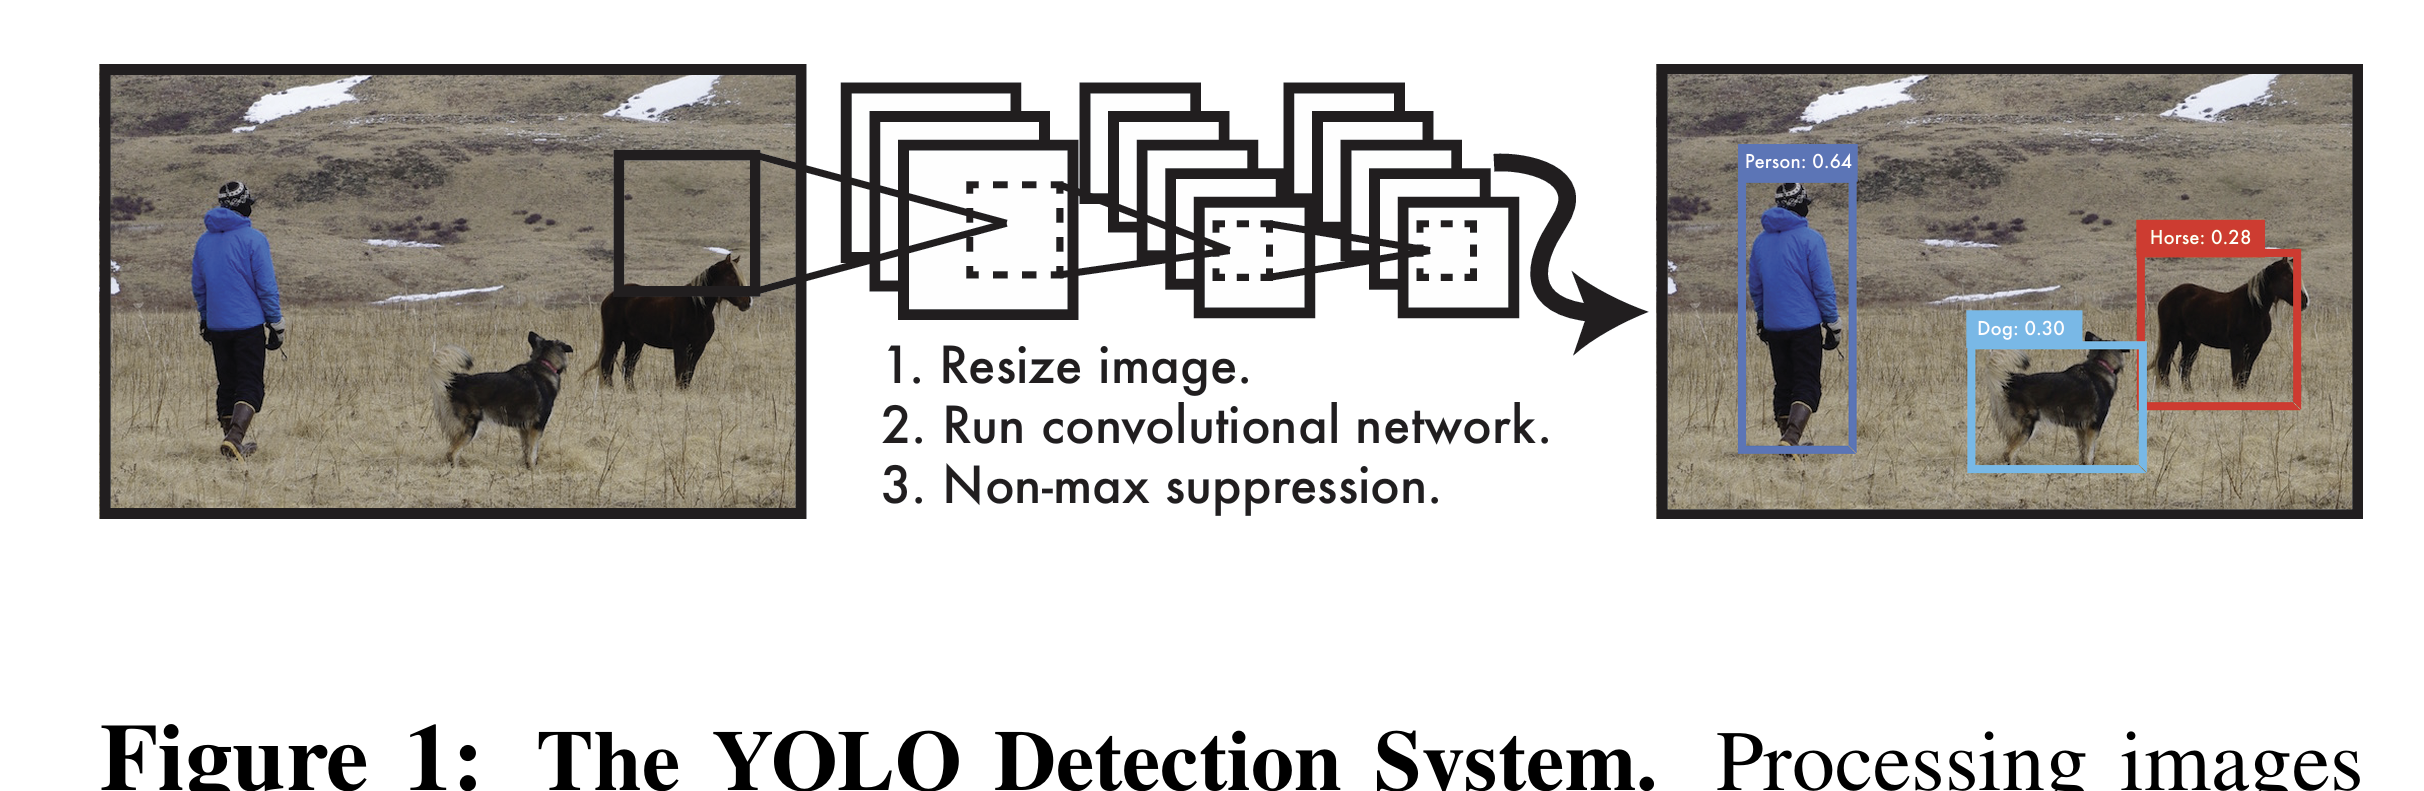 Person: 0.64
Horse: 0.28
Dog: 0.30
1. Resize image.
2. Run convolutional network.
3. Non-max suppression.
Figure 1: The YOLO Detection System. Processing images